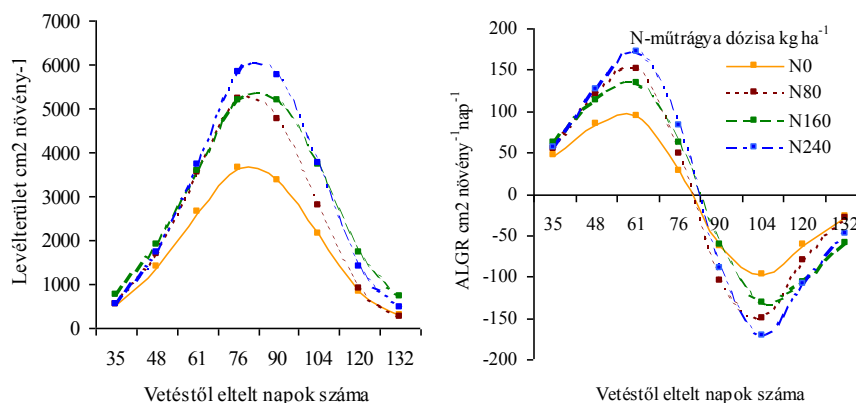 Levélterület cm2 növény-1
7000
6000
5000
4000
3000
2000
1000
0
35 48 61 76 90 104 120 132
Vetéstől eltelt napok száma
ALGR cm2 növény-1nap-1
200
150
100
50
0
-50
-100
-150
-200
35 48 61 76 90 104 120 132
Vetéstől eltelt napok száma
N-műtrágya dózisa kg ha-1
N0
N80
N160
N240